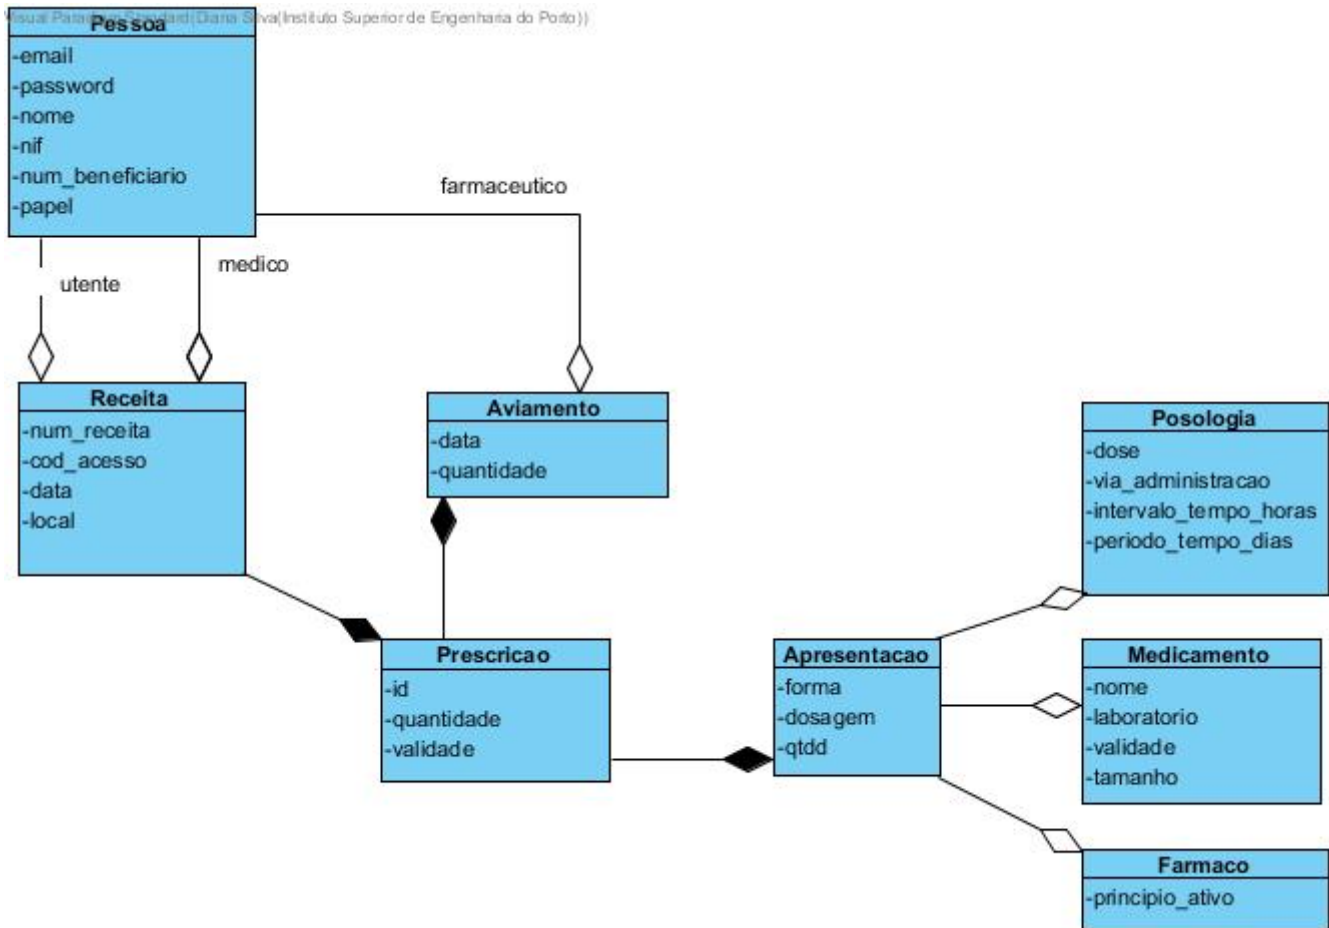 Visual Paradigm Standard(Diana Silva(Instituto Superior de Engenharia do Porto))
Pessoa
-email
-password
-nome
-nif
-num_beneficiario
-papel
farmaceutico
medico
utente
Receita
-num_receita
-cod_acesso
-data
-local
Aviamento
-data
-quantidade
Posologia
-dose
-via_administracao
-intervalo_tempo_horas
-periodo_tempo_dias
Prescricao
-id
-quantidade
-validade
Apresentacao
-forma
-dosagem
-qtdd
Medicamento
-nome
-laboratorio
-validade
-tamanho
Farmaco
-principio_ativo